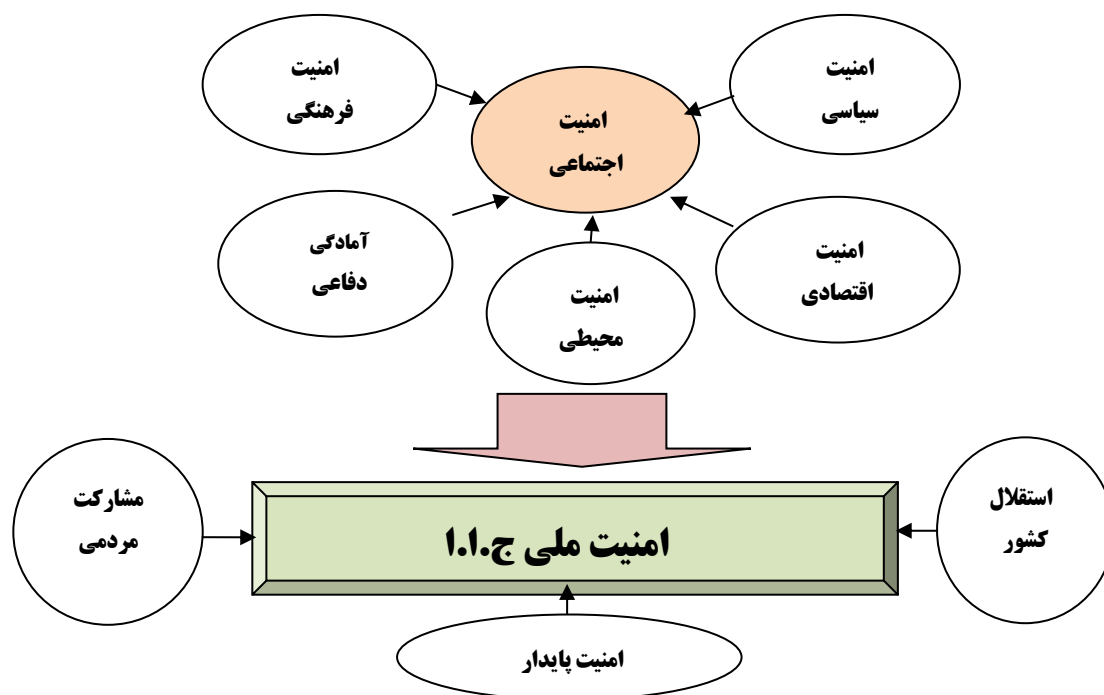 امنیت
سیاسی
امنیت
اجتماعی
امنیت
فرهنگی
امنیت
اقتصادی
امنیت
محیطی
آمادگی
دفاعی
استقلال
کشور
امنیت ملی ج.ا.ا
مشارکت
مردمی
امنیت پایدار